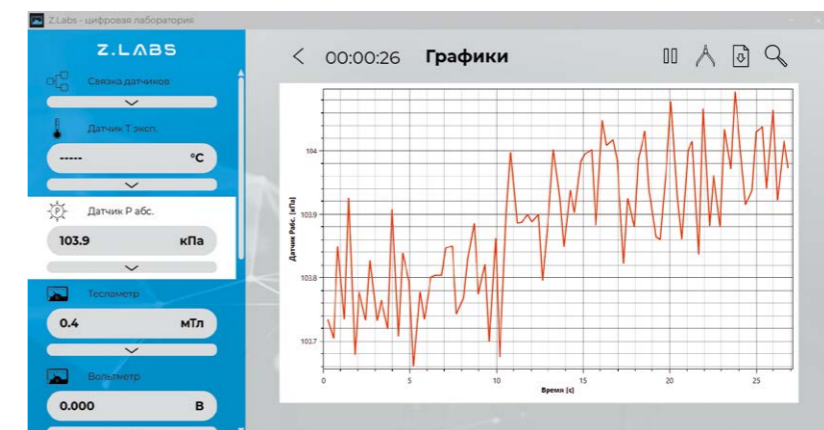 Z.Labs - цифровая лаборатория
Z.LABS
Связка датчиков
Датчик Т эксп.
-----
°C
Датчик P абс.
103.9
кПа
Тесламетр
0.4
мТл
Вольтметр
0.000
В
00:00:26
Графики
Датчик Pабс. [кПа]
104
103.9
103.8
103.7
0 5 10 15 20 25
Время [c]